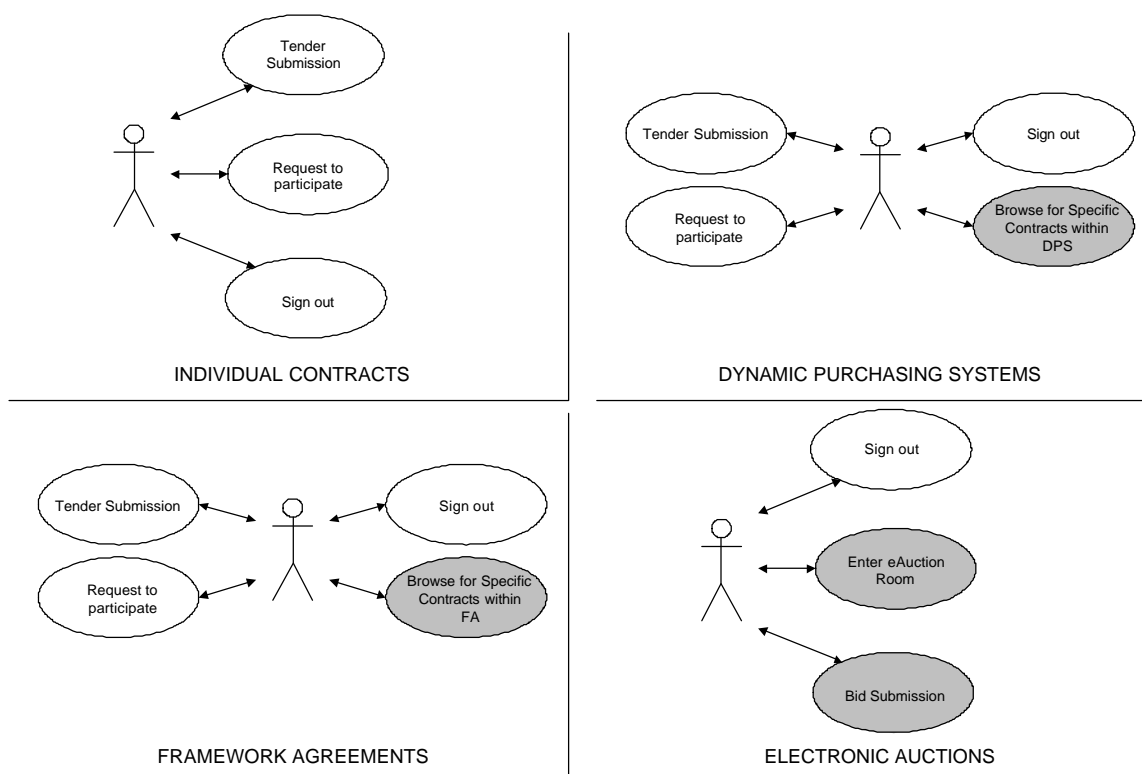 Tender
Submission
Request to
participate
Sign out
INDIVIDUAL CONTRACTS
Tender Submission
Sign out
Request to
participate
Browse for Specific
Contracts within
DPS
DYNAMIC PURCHASING SYSTEMS
Tender Submission
Sign out
Request to
participate
Browse for Specific
Contracts within
FA
FRAMEWORK AGREEMENTS
Sign out
Enter eAuction
Room
Bid Submission
ELECTRONIC AUCTIONS